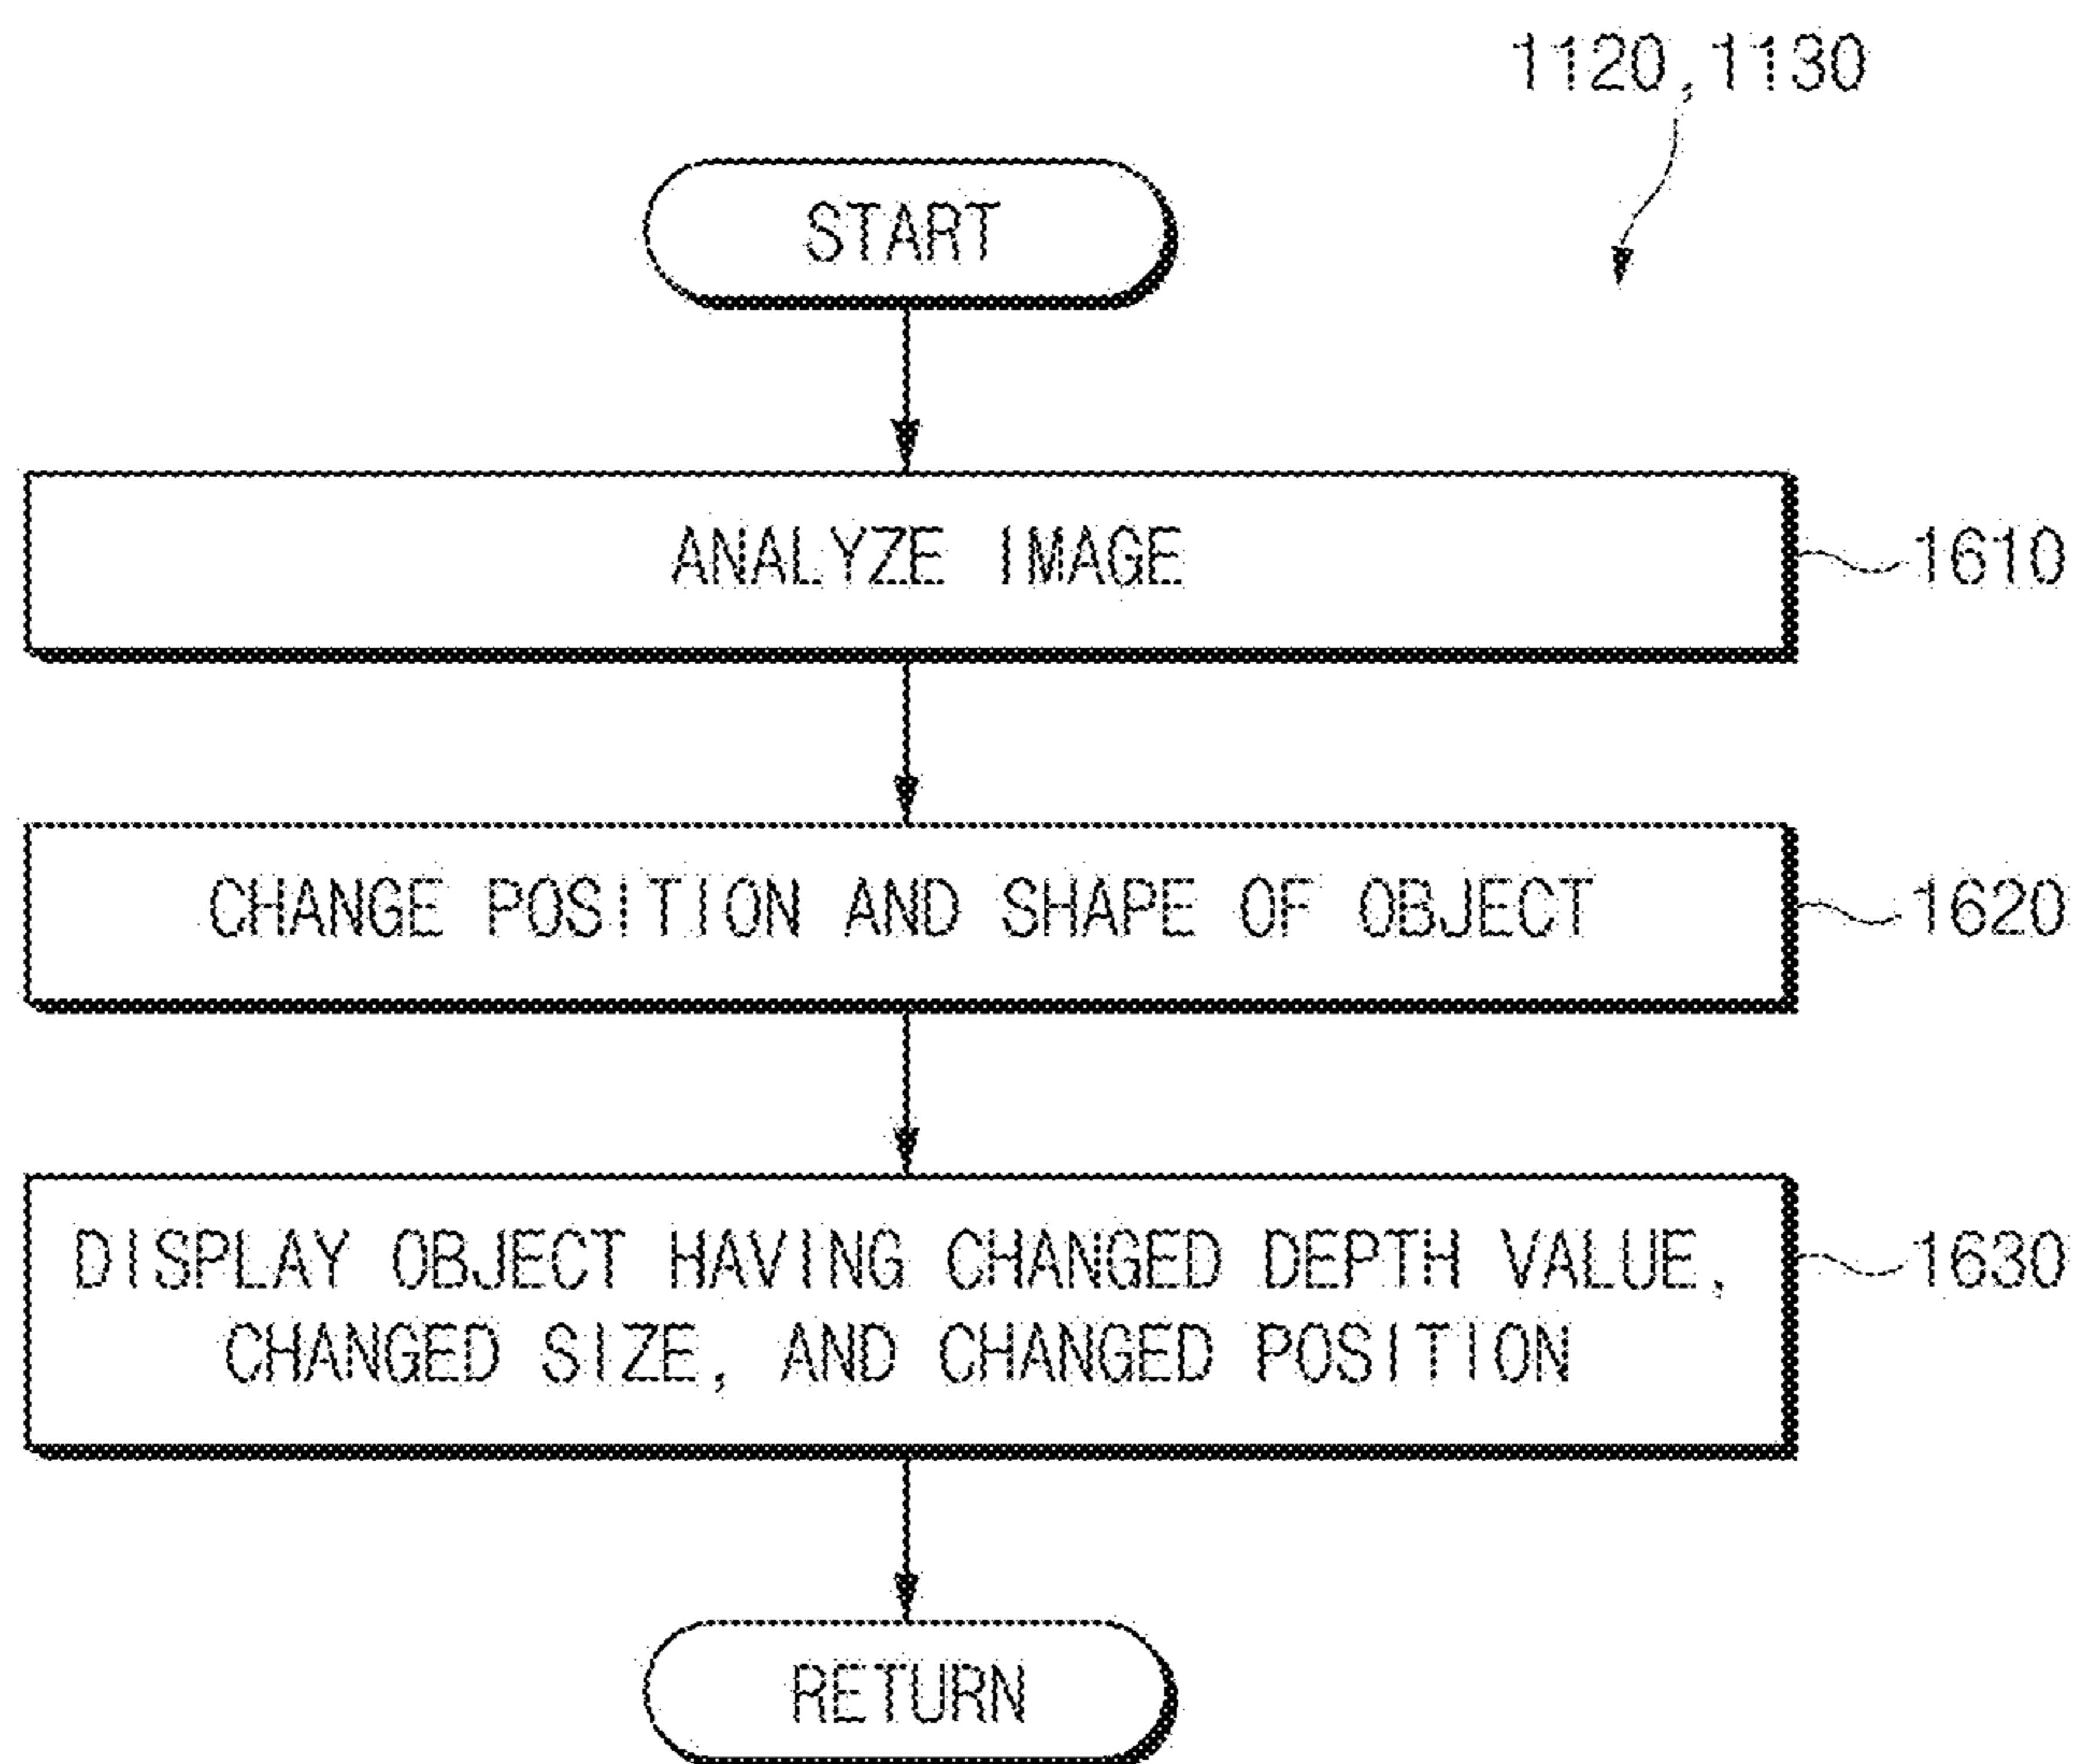 1120,1130
START
ANALYZE IMAGE
1610
CHANGE POSITION AND SHAPE OF OBJECT
1620
DISPLAY OBJECT HAVING CHANGED DEPTH VALUE,
CHANGED SIZE, AND CHANGED POSITION
1630
RETURN